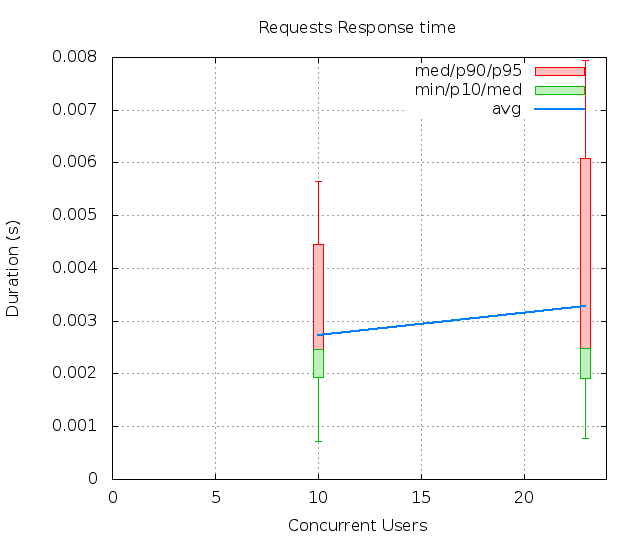 Requests Response time
0.008
0.007
0.006
0.005
0.004
0.003
0.002
0.001
0
med/p90/p95
min/p10/med
avg
Duration (s)
0 5 10 15 20
Concurrent Users